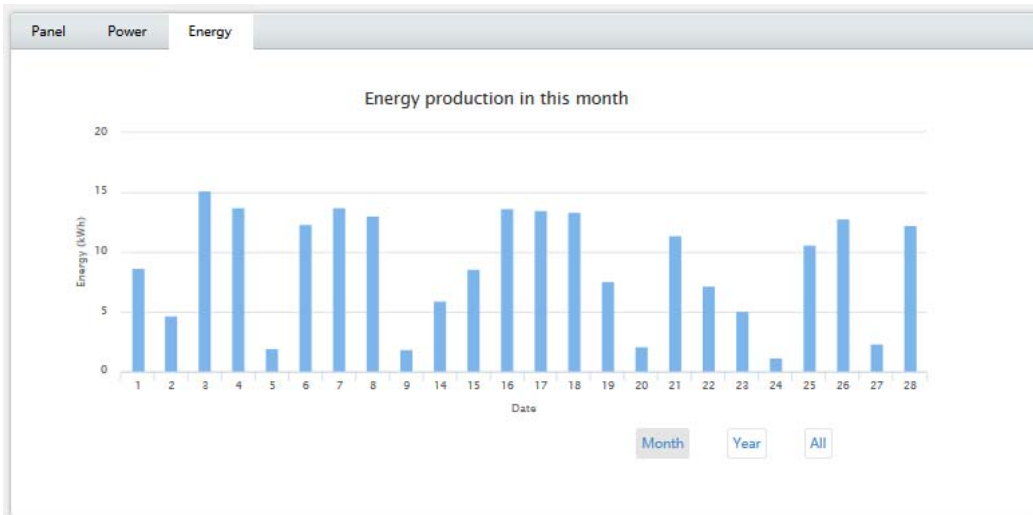 Panel Power Energy
Energy production in this month
20
15
10
5
0
Energy (kWh)
1 2 3 4 5 6 7 8 9 14 15 16 17 18 19 20 21 22 23 24 25 26 27 28
Date
Month Year All